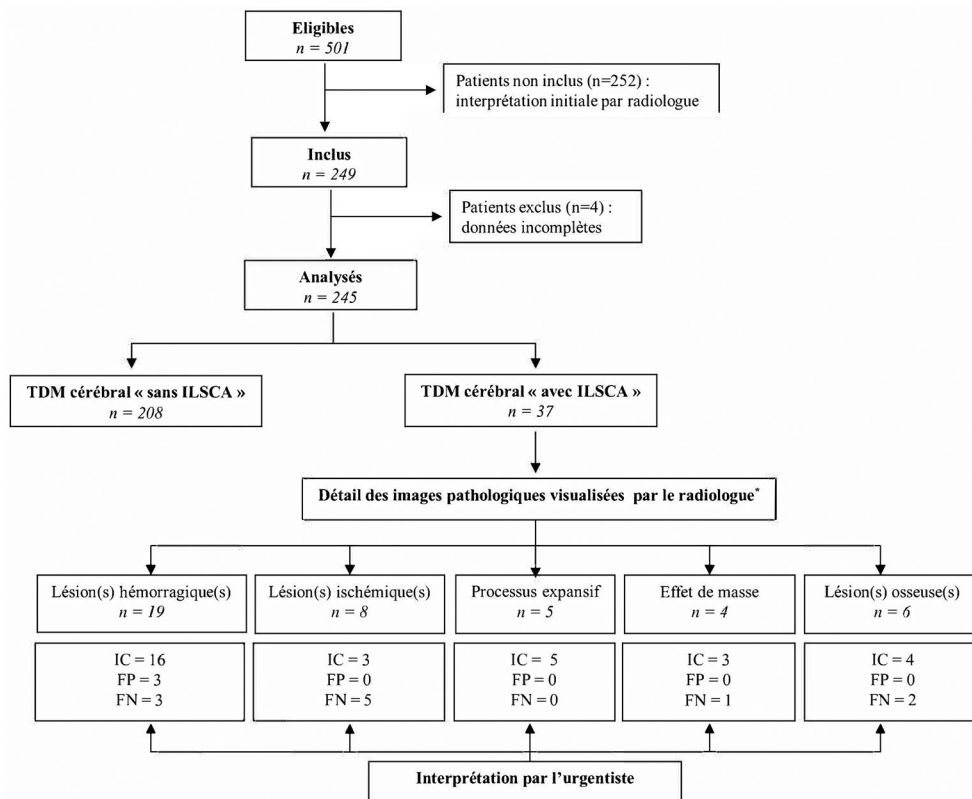 Eligibles
n = 501
Patients non inclus (n=252) :
interprétation initiale par radiologue
Inclus
n = 249
Patients exclus (n=4) :
données incomplètes
Analysés
n = 245
TDM cérébral « sans ILSCA »
n = 208
TDM cérébral « avec ILSCA »
n = 37
Détail des images pathologiques visualisées par le radiologue*
Lésion(s) hémorragique(s)
n = 19
Lésion(s) ischémique(s)
n = 8
Processus expansif
n = 5
Effet de masse
n = 4
Lésion(s) osseuse(s)
n = 6
IC = 16
FP = 3
FN = 3
IC = 3
FP = 0
FN = 5
IC = 5
FP = 0
FN = 0
IC = 3
FP = 0
FN = 1
IC = 4
FP = 0
FN = 2
Interprétation par l'urgentiste